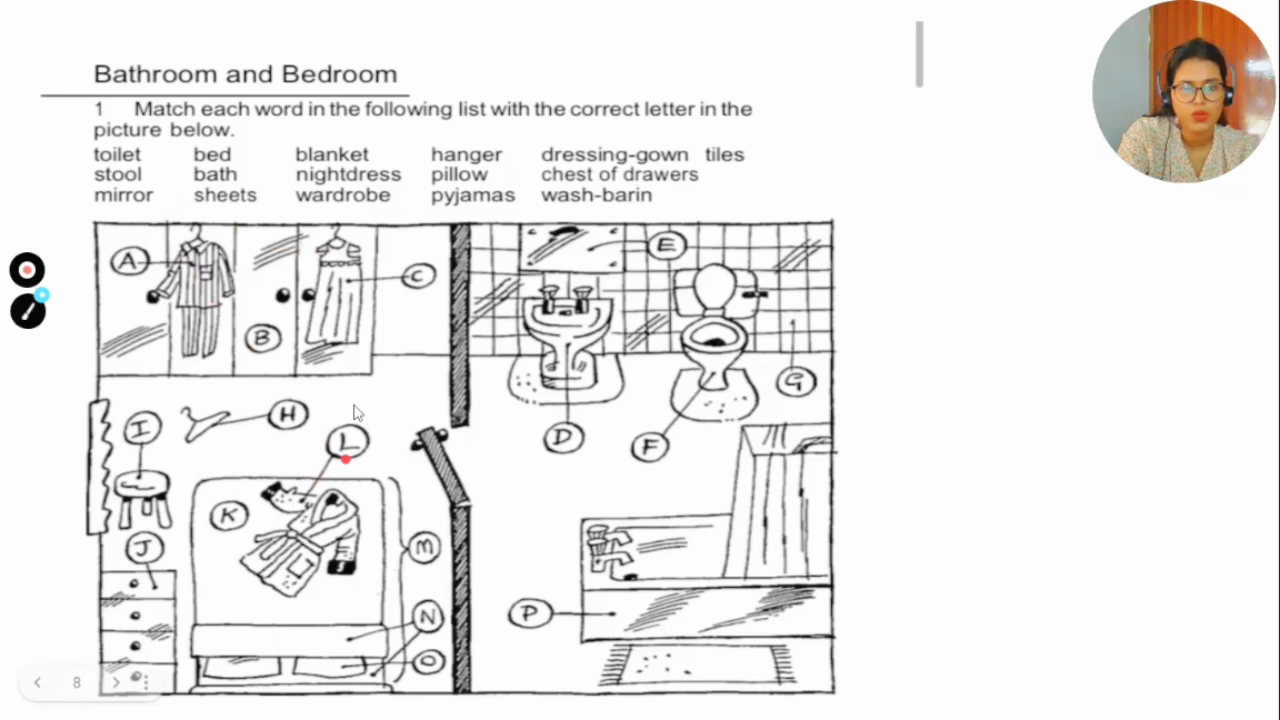 Bathroom and Bedroom
1 Match each word in the following list with the correct letter in the
picture below.
toilet bed blanket hanger dressing-gown tiles
stool bath nightdress pillow chest of drawers
mirror sheets wardrobe pyjamas wash-barin
A
B
C
E
G
D
F
H
I
L
K
J
M
N
O
P
8